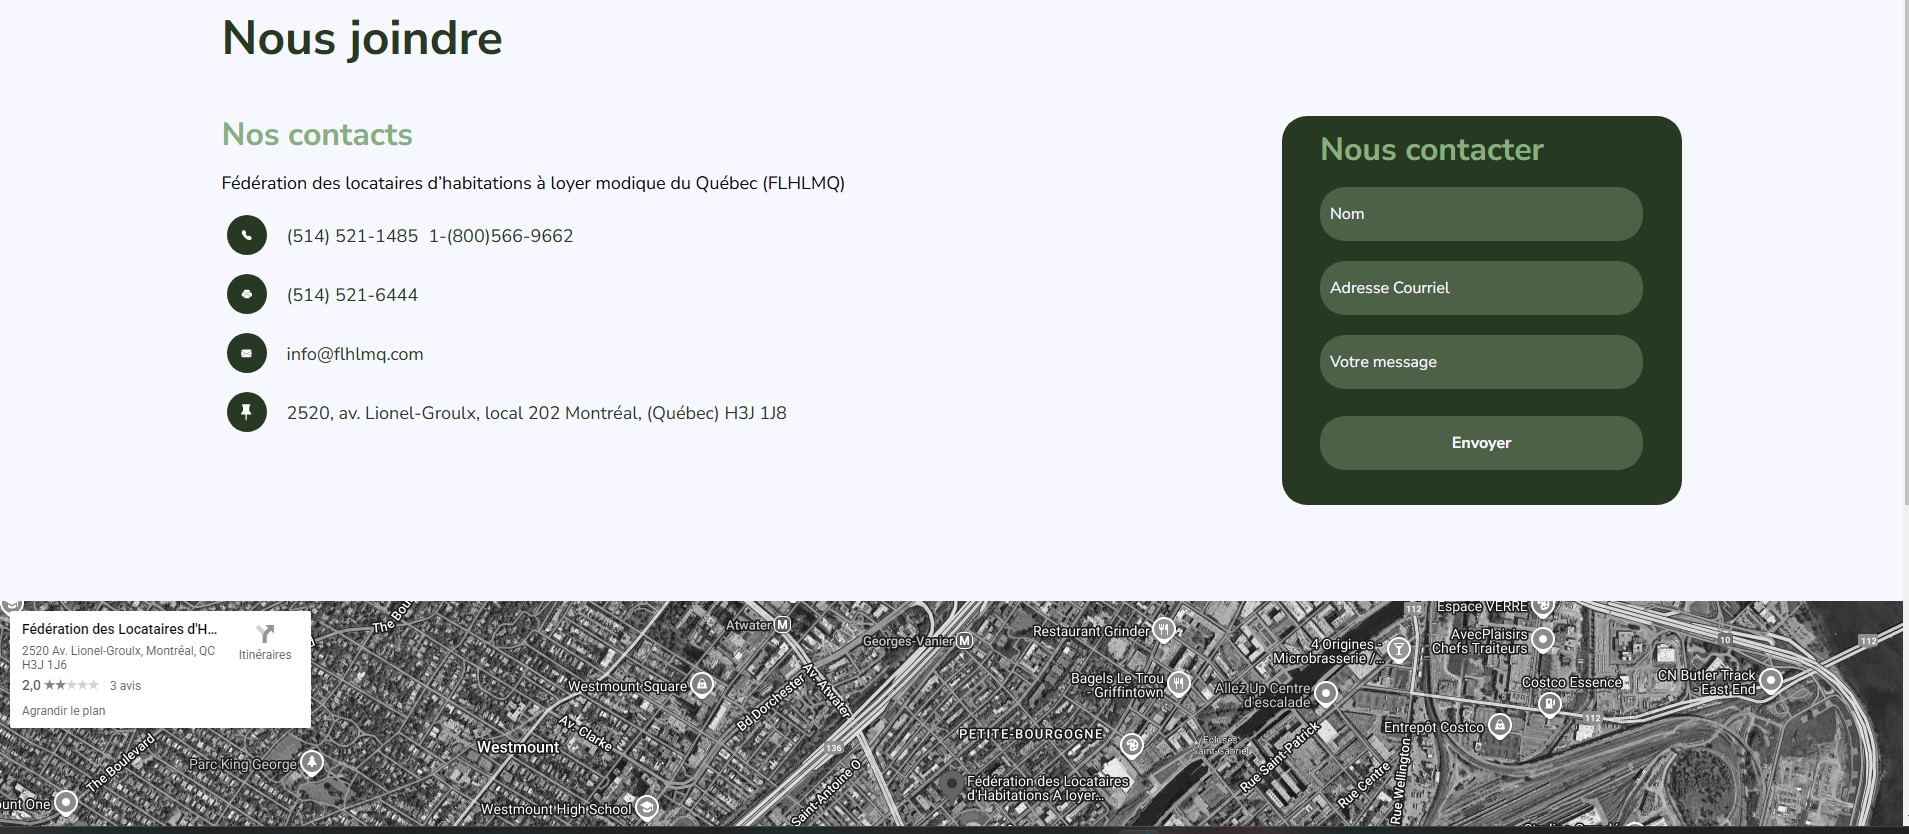 Nous joindre
Nos contacts
Fédération des locataires d’habitations à loyer modique du Québec (FLHLMQ)
(514) 521-1485  1-(800)566-9662
(514) 521-6444
info@flhlmq.com
2520, av. Lionel-Groulx, local 202 Montréal, (Québec) H3J 1J8
Nous contacter
Nom
Adresse Courriel
Votre message
Envoyer
Fédération des Locataires d'H...
2520 Av. Lionel-Groulx, Montréal, QC
H3J 1J6
Itinéraires
2,0
3 avis
Agrandir le plan
Atwater
M
Georges-Vanier
M
Restaurant Grinder
4 Origines -
Microbrasserie /...
112
Espace VERRE
AvecPlaisirs
Chefs Traiteurs
10
112
Westmount Square
Bd Dorchester
Av. Atwater
Bagels Le Trou
- Griffintown
Allez Up Centre
d'escalade
Costco Essence
CN Butler Track
- East End
Av. Clarke
Westmount
136
PETITE-BOURGOGNE
Écluses
Saint-Gabriel
Rue Saint-Patrick
Entrepôt Costco
112
The Boulevard
Parc King George
Saint-Antoine O
Fédération des Locataires
d'Habitations À loyer...
Rue Centre
Rue Wellington
Westmount High School